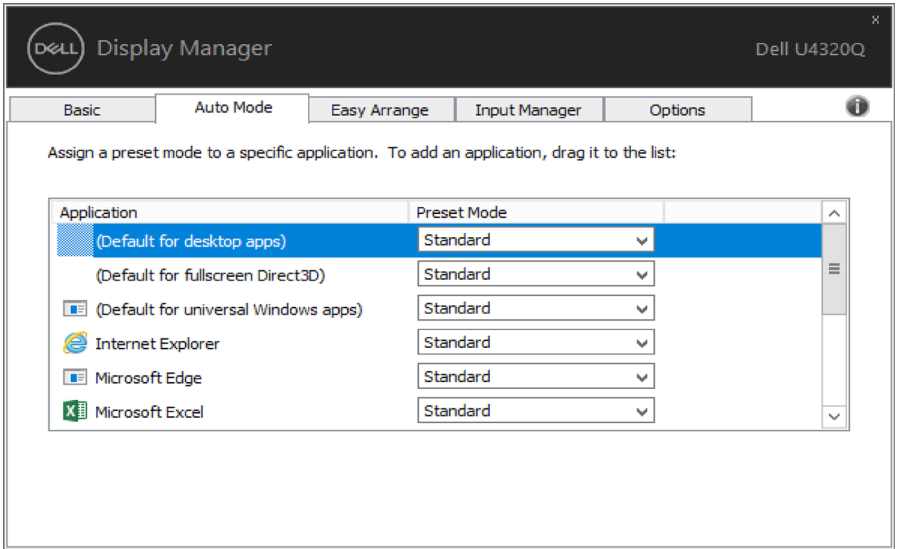 DELL Display Manager
Dell U4320Q
x
Basic Auto Mode Easy Arrange Input Manager Options
Assign a preset mode to a specific application. To add an application, drag it to the list:
Application Preset Mode
(Default for desktop apps) Standard
(Default for fullscreen Direct3D) Standard
(Default for universal Windows apps) Standard
Internet Explorer Standard
Microsoft Edge Standard
Microsoft Excel Standard